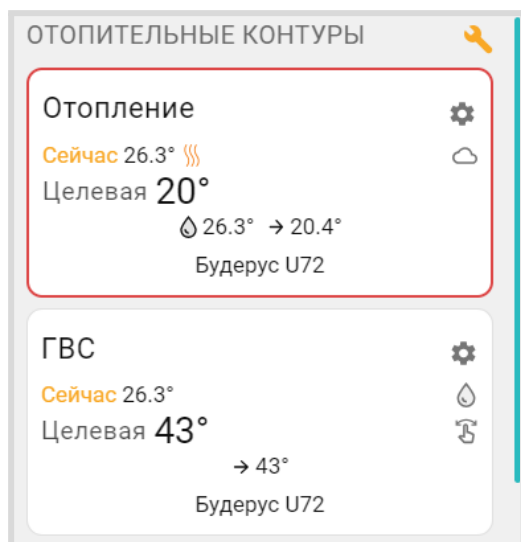 ОТОПИТЕЛЬНЫЕ КОНТУРЫ
Отопление
Сейчас 26.3°
Целевая 20°
26.3° → 20.4°
Будерус U72
ГВС
Сейчас 26.3°
Целевая 43°
→ 43°
Будерус U72